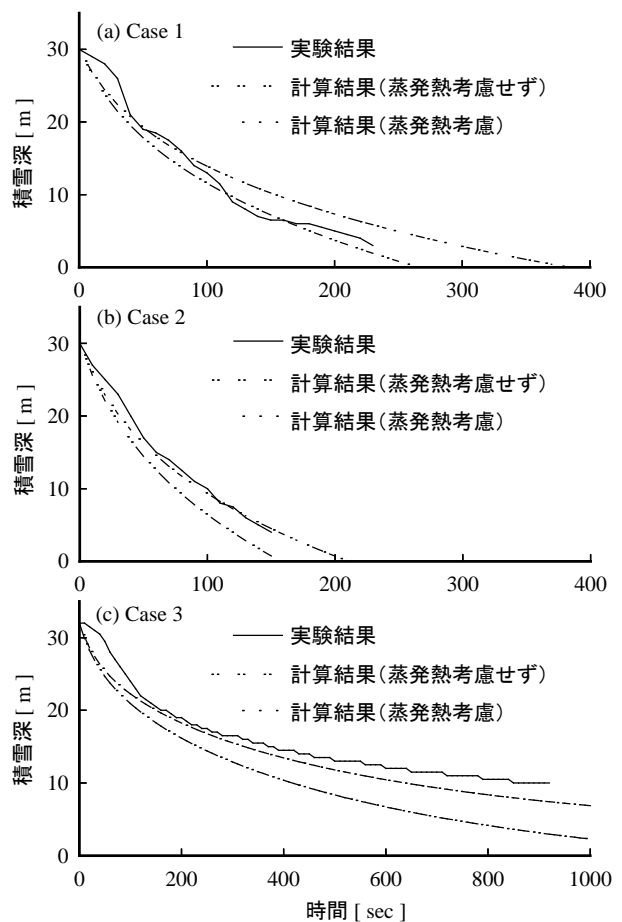 (a) Case 1
実験結果
計算結果(蒸発熱考慮せず)
計算結果(蒸発熱考慮)
積雪深 [ m ]
30
20
10
0
0 100 200 300 400
(b) Case 2
実験結果
計算結果(蒸発熱考慮せず)
計算結果(蒸発熱考慮)
積雪深 [ m ]
30
20
10
0
0 100 200 300 400
(c) Case 3
実験結果
計算結果(蒸発熱考慮せず)
計算結果(蒸発熱考慮)
積雪深 [ m ]
30
20
10
0
0 200 400 600 800 1000
時間 [ sec ]